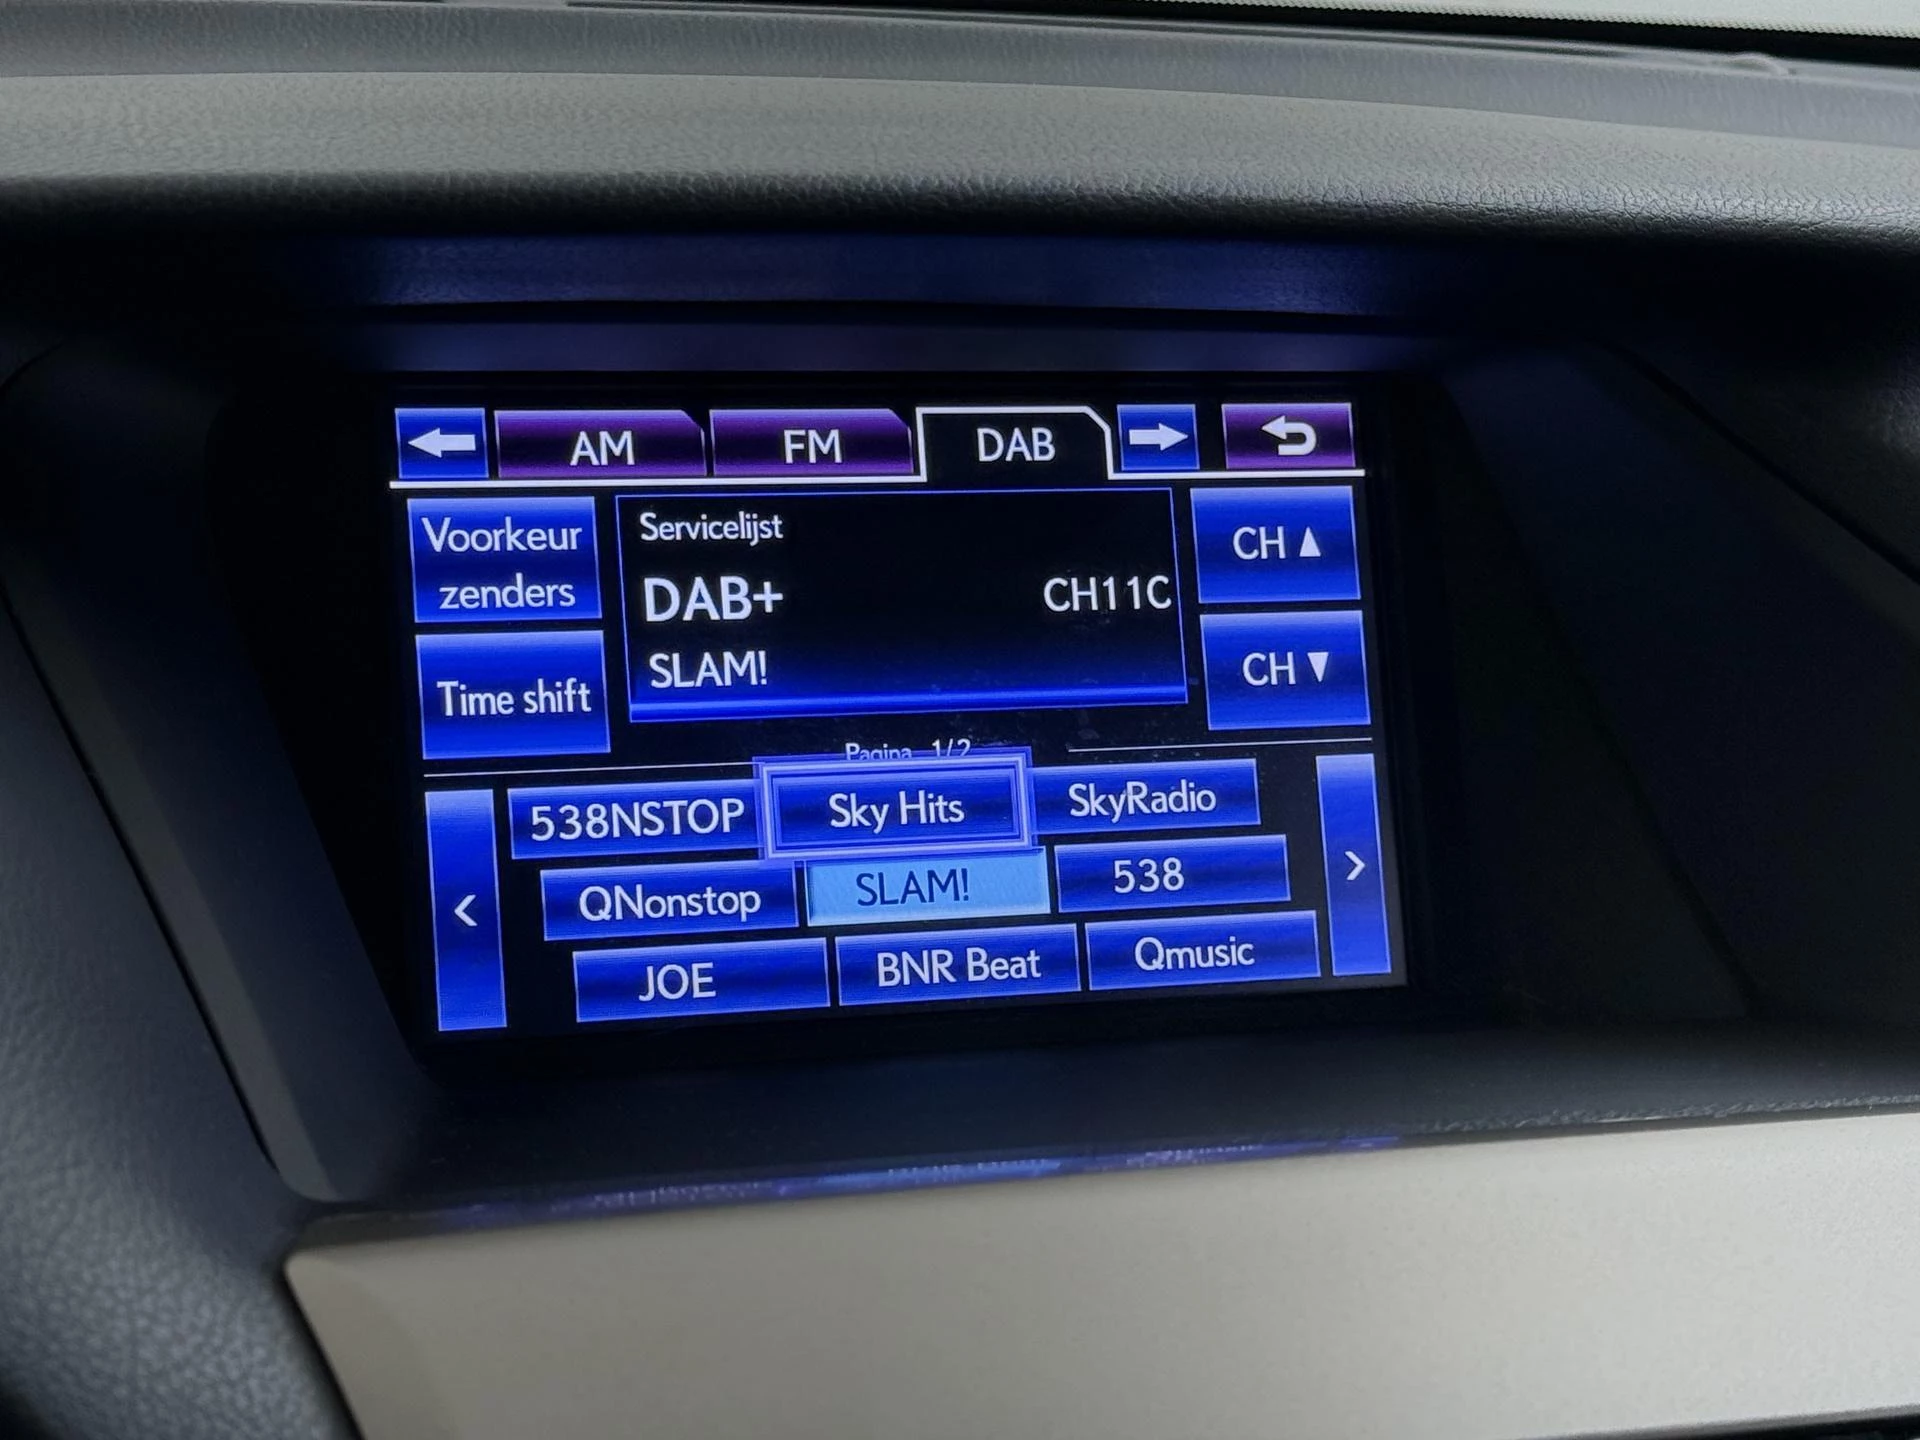 AM FM DAB
Voorkeur
zenders
Servicelijst
DAB+ CH11C
SLAM!
CH ▲
Time shift
CH ▼
Pagina 1/2
538NSTOP Sky Hits SkyRadio
QNonstop SLAM! 538
JOE BNR Beat Qmusic